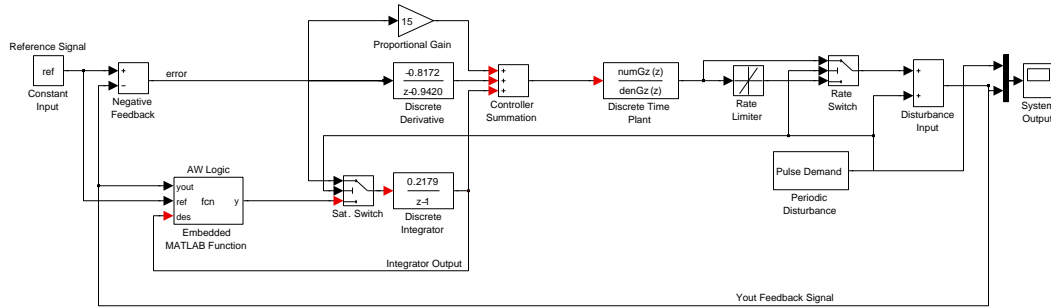 Reference Signal
ref
Constant
Input
+
−
Negative
Feedback
error
15
Proportional Gain
-0.8172
z-0.9420
Discrete
Derivative
+
+
+
Controller
Summation
numGz (z)
denGz (z)
Discrete Time
Plant
Rate
Limiter
Rate
Switch
+
+
Disturbance
Input
System
Output
AW Logic
yout
ref
des
fcn
y
Embedded
MATLAB Function
Sat. Switch
0.2179
z-1
Discrete
Integrator
Pulse Demand
Periodic
Disturbance
Integrator Output
Yout Feedback Signal